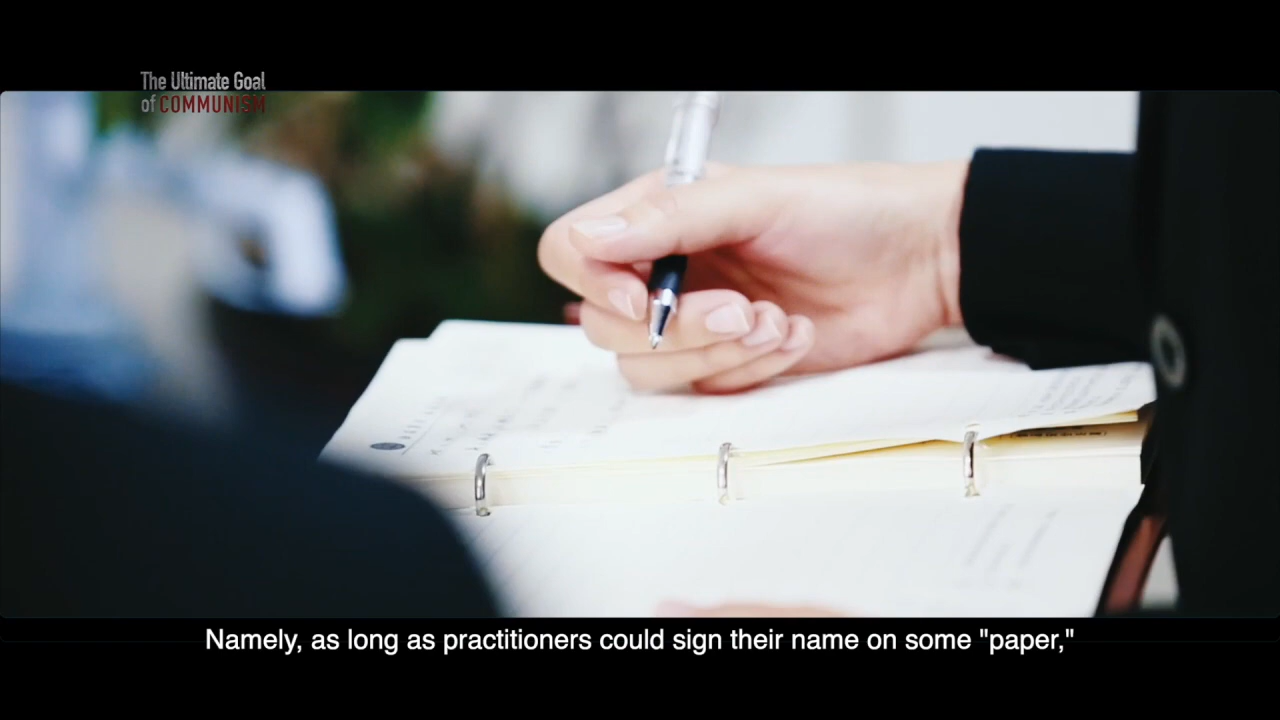 The Ultimate Goal
of COMMUNISM
Namely, as long as practitioners could sign their name on some "paper,"